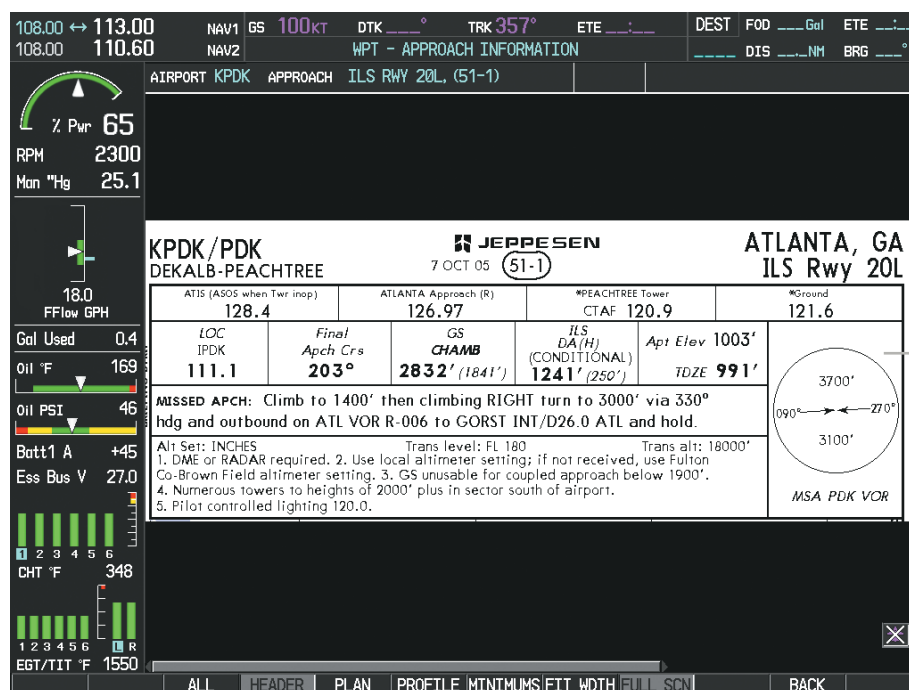 108.00 ↔ 113.00 NAV1 GS 100KT DTK ___° TRK 357° ETE __:__ DEST FOD ___Gal ETE __:__
108.00 110.60 NAV2 WPT - APPROACH INFORMATION ____ DIS __._NM BRG ___°
AIRPORT KPDK APPROACH ILS RWY 20L, (51-1)
% Pwr 65
RPM 2300
Man "Hg 25.1
18.0
FFlow GPH
Gal Used 0.4
Oil °F 169
Oil PSI 46
Batt1 A +45
Ess Bus V 27.0
1 2 3 4 5 6
CHT °F 348
1 2 3 4 5 6 L R
EGT/TIT °F 1550
KPDK/PDK JEPPESEN ATLANTA, GA
DEKALB-PEACHTREE 7 OCT 05 51-1 ILS Rwy 20L
ATIS (ASOS when Twr inop) ATLANTA Approach (R) *PEACHTREE Tower *Ground
128.4 126.97 CTAF 120.9 121.6
LOC Final GS ILS
IPDK Apch Crs CHAMB DA(H) Apt Elev 1003'
(CONDITIONAL)
111.1 203° 2832' (1841') 1241' (250') TDZE 991'
MISSED APCH: Climb to 1400' then climbing RIGHT turn to 3000' via 330°
hdg and outbound on ATL VOR R-006 to GORST INT/D26.0 ATL and hold.
Alt Set: INCHES Trans level: FL 180 Trans alt: 18000'
1. DME or RADAR required. 2. Use local altimeter setting; if not received, use Fulton
Co-Brown Field altimeter setting. 3. GS unusable for coupled approach below 1900'.
4. Numerous towers to heights of 2000' plus in sector south of airport.
5. Pilot controlled lighting 120.0.
3700'
090° 270°
3100'
MSA PDK VOR
ALL HEADER PLAN PROFILE MINIMUMS FIT WDTH FULL SCN BACK